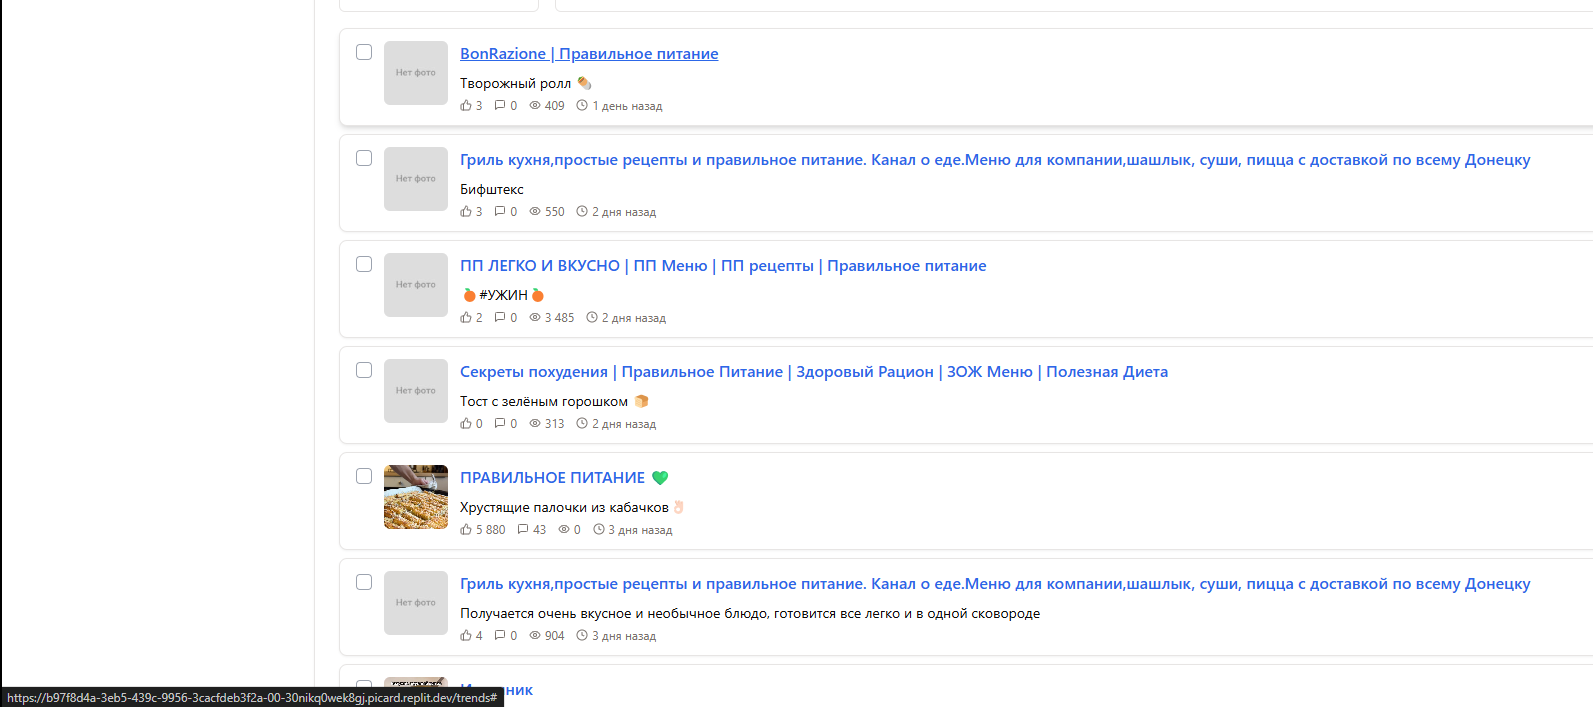 Нет фото
BonRazione | Правильное питание
Творожный ролл 🌯
3 0 409 1 день назад
Нет фото
Гриль кухня,простые рецепты и правильное питание. Канал о еде.Меню для компании,шашлык, суши, пицца с доставкой по всему Донецку
Бифштекс
3 0 550 2 дня назад
Нет фото
ПП ЛЕГКО И ВКУСНО | ПП Меню | ПП рецепты | Правильное питание
🍊#УЖИН🍊
2 0 3 485 2 дня назад
Нет фото
Секреты похудения | Правильное Питание | Здоровый Рацион | ЗОЖ Меню | Полезная Диета
Тост с зелёным горошком 🍞
0 0 313 2 дня назад
ПРАВИЛЬНОЕ ПИТАНИЕ 💚
Хрустящие палочки из кабачков👌🏻
5 880 43 0 3 дня назад
Нет фото
Гриль кухня,простые рецепты и правильное питание. Канал о еде.Меню для компании,шашлык, суши, пицца с доставкой по всему Донецку
Получается очень вкусное и необычное блюдо, готовится все легко и в одной сковороде
4 0 904 3 дня назад
https://b97f8d4a-3eb5-439c-9956-3cacfdeb3f2a-00-30nikq0wek8gj.picard.replit.dev/trends#